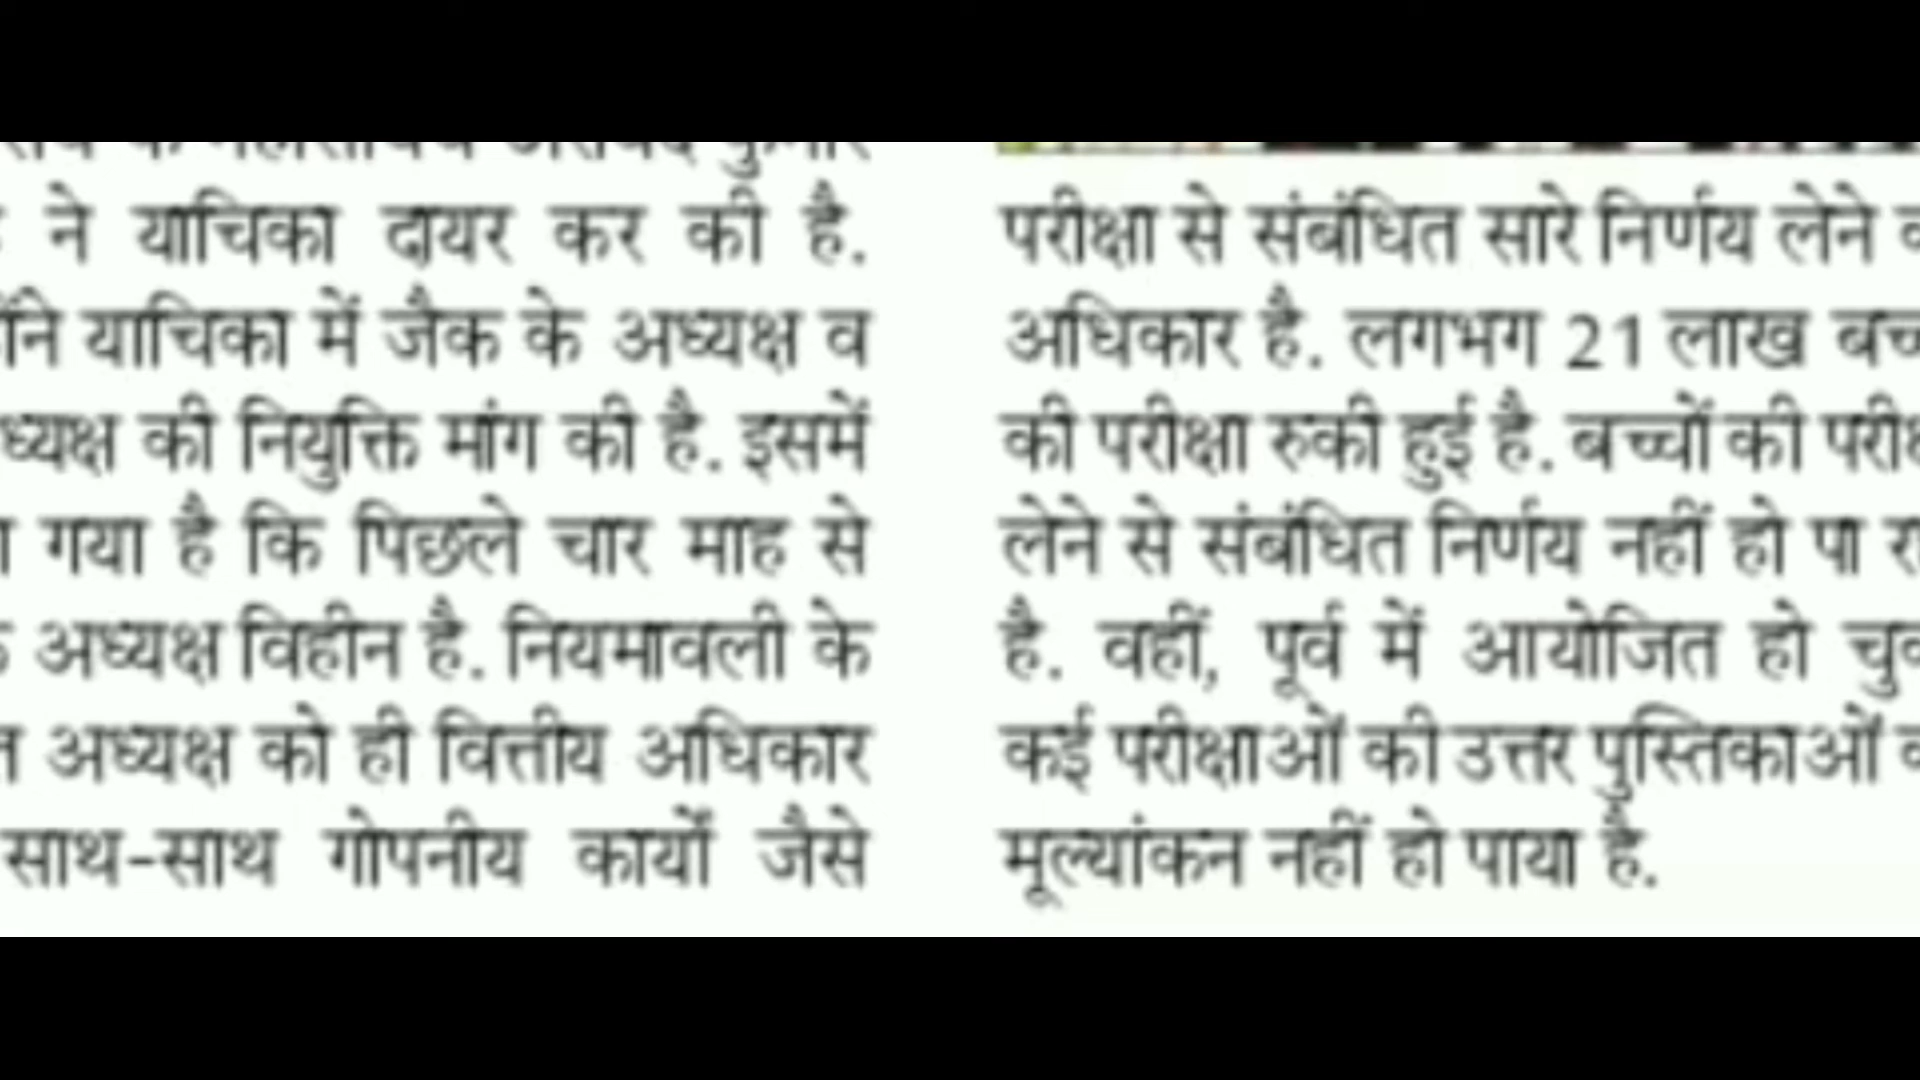 ने याचिका दायर कर की है.
याचिका में जैक के अध्यक्ष व
की नियुक्ति मांग की है. इसमें
गया है कि पिछले चार माह से
अध्यक्ष विहीन है. नियमावली के
अध्यक्ष को ही वित्तीय अधिकार
साथ-साथ गोपनीय कार्यों जैसे
परीक्षा से संबंधित सारे निर्णय लेने
अधिकार है. लगभग 21 लाख
की परीक्षा रुकी हुई है. बच्चों की
लेने से संबंधित निर्णय नहीं हो पा
है. वहीं, पूर्व में आयोजित हो
कई परीक्षाओं की उत्तर पुस्तिकाओं
मूल्यांकन नहीं हो पाया है.